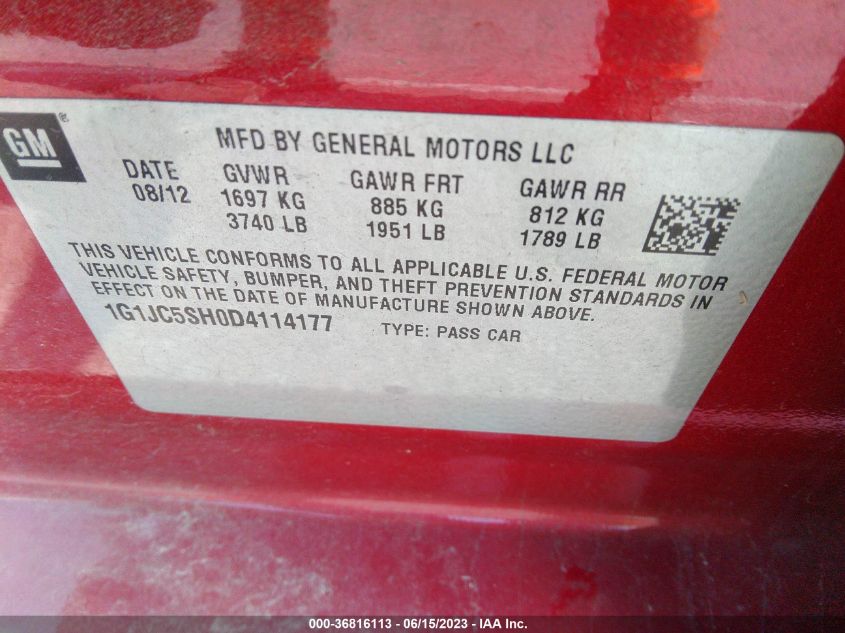 GM®
MFD BY GENERAL MOTORS LLC
DATE GVWR GAWR FRT GAWR RR
08/12 1697 KG 885 KG 812 KG
3740 LB 1951 LB 1789 LB
THIS VEHICLE CONFORMS TO ALL APPLICABLE U.S. FEDERAL MOTOR
VEHICLE SAFETY, BUMPER, AND THEFT PREVENTION STANDARDS IN
EFFECT ON THE DATE OF MANUFACTURE SHOWN ABOVE.
1G1JC5SH0D4114177 TYPE: PASS CAR
000-36816113 - 06/15/2023 - IAA Inc.